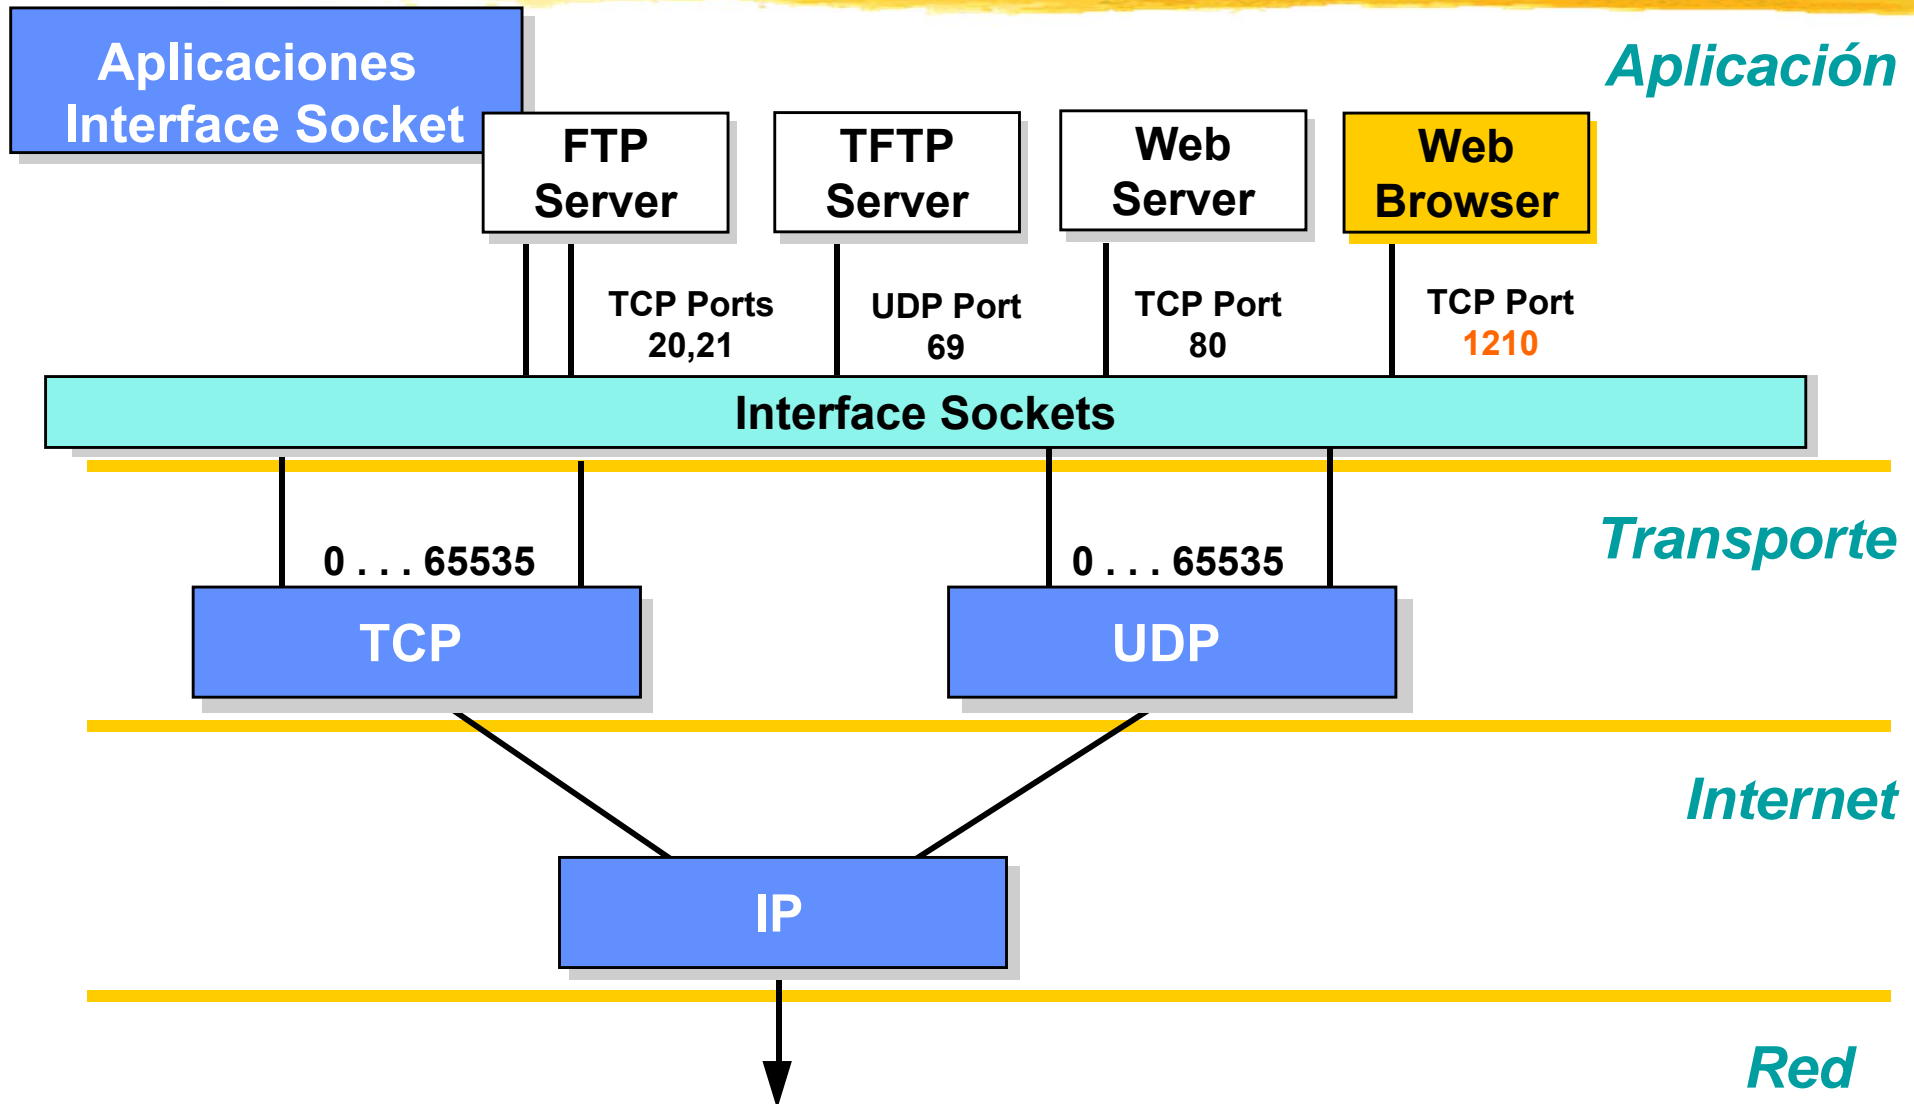 Aplicaciones
Interface Socket
Aplicación
FTP
Server
TFTP
Server
Web
Server
Web
Browser
TCP Ports
20,21
UDP Port
69
TCP Port
80
TCP Port
1210
Interface Sockets
Transporte
0 . . . 65535
0 . . . 65535
TCP
UDP
Internet
IP
Red